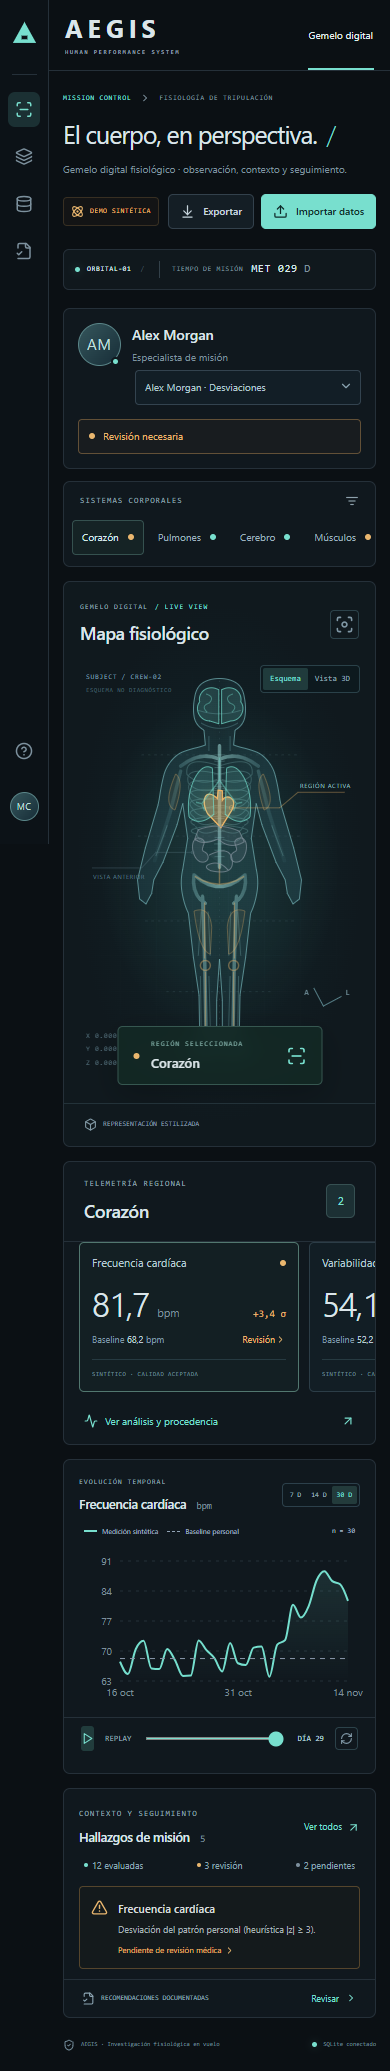 AEGIS
HUMAN PERFORMANCE SYSTEM
Gemelo digital
MISSION CONTROL > FISIOLOGÍA DE TRIPULACIÓN
El cuerpo, en perspectiva. /
Gemelo digital fisiológico · observación, contexto y seguimiento.
DEMO SINTÉTICA
Exportar
Importar datos
ORBITAL-01 /
TIEMPO DE MISIÓN MET 029 D
AM
Alex Morgan
Especialista de misión
Alex Morgan · Desviaciones
Revisión necesaria
SISTEMAS CORPORALES
Corazón
Pulmones
Cerebro
Músculos
GEMELO DIGITAL / LIVE VIEW
Mapa fisiológico
SUBJECT / CREW-02
ESQUEMA NO DIAGNÓSTICO
Esquema
Vista 3D
REGIÓN ACTIVA
VISTA ANTERIOR
A L
X 0.000
Y 0.000
Z 0.000
REGIÓN SELECCIONADA
Corazón
REPRESENTACIÓN ESTILIZADA
MC
TELEMETRÍA REGIONAL
Corazón
2
Frecuencia cardíaca
81,7 bpm
+3,4 σ
Baseline 68,2 bpm
Revisión >
SINTÉTICO · CALIDAD ACEPTADA
Variabilidad
54,1
Baseline 52,2
SINTÉTICO · CA
Ver análisis y procedencia
EVOLUCIÓN TEMPORAL
Frecuencia cardíaca bpm
7 D 14 D 30 D
Medición sintética
Baseline personal
n = 30
91
84
77
70
63
16 oct
31 oct
14 nov
REPLAY
DÍA 29
CONTEXTO Y SEGUIMIENTO
Hallazgos de misión 5
Ver todos
12 evaluadas
3 revisión
2 pendientes
Frecuencia cardíaca
Desviación del patrón personal (heurística |z| ≥ 3).
Pendiente de revisión médica >
RECOMENDACIONES DOCUMENTADAS
Revisar >
AEGIS · Investigación fisiológica en vuelo
SQLite conectado